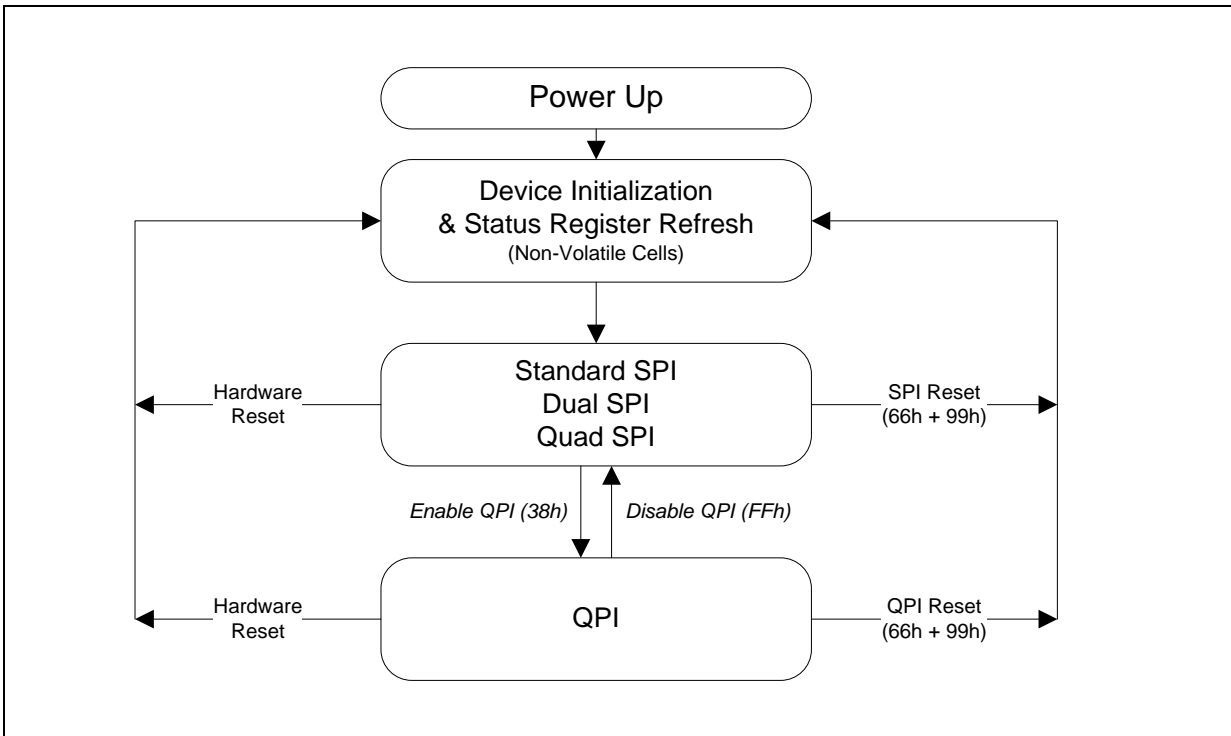 Power Up
Device Initialization
& Status Register Refresh
(Non-Volatile Cells)
Standard SPI
Dual SPI
Quad SPI
Hardware
Reset
SPI Reset
(66h + 99h)
Enable QPI (38h)
Disable QPI (FFh)
QPI
Hardware
Reset
QPI Reset
(66h + 99h)